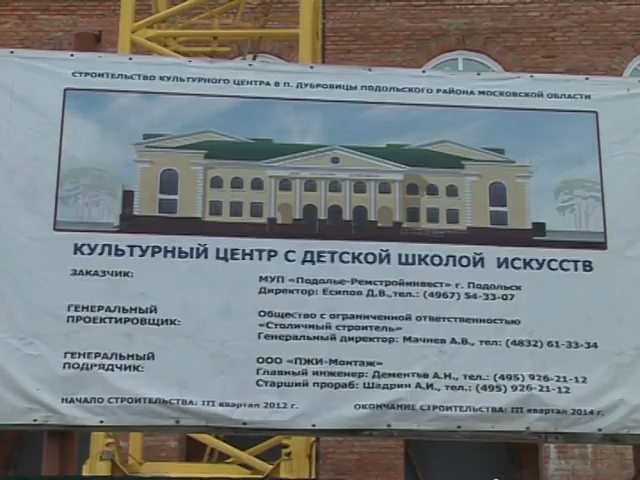 СТРОИТЕЛЬСТВО КУЛЬТУРНОГО ЦЕНТРА В П. ДУБРОВИЦЫ ПОДОЛЬСКОГО РАЙОНА МОСКОВСКОЙ ОБЛАСТИ
КУЛЬТУРНЫЙ ЦЕНТР С ДЕТСКОЙ ШКОЛОЙ ИСКУССТВ
ЗАКАЗЧИК:
МУП «Подолье-Ремстройинвест» г. Подольск
Директор: Есипов Д.В.,тел.: (4967) 54-33-07
ГЕНЕРАЛЬНЫЙ
ПРОЕКТИРОВЩИК:
Общество с ограниченной ответственностью
«Столичный строитель»
Генеральный директор: Мачнев А.В., тел: (4832) 61-33-34
ГЕНЕРАЛЬНЫЙ
ПОДРЯДЧИК:
ООО «ПЖИ-Монтаж»
Главный инженер: Дементьв А.Н., тел.: (495) 926-21-12
Старший прораб: Шадрин А.И., тел.: (495) 926-21-12
НАЧАЛО СТРОИТЕЛЬСТВА: III квартал 2012 г.
ОКОНЧАНИЕ СТРОИТЕЛЬСТВА: III квартал 2014 г.